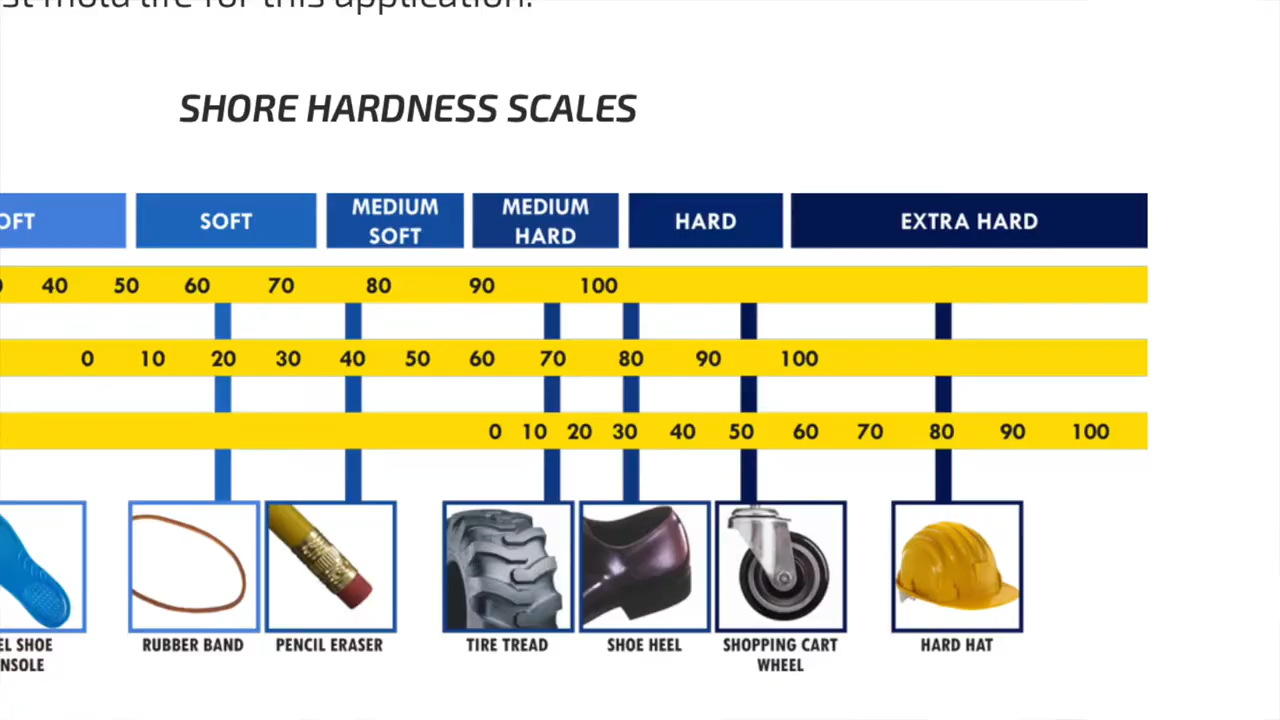 application.
SHORE HARDNESS SCALES
SOFT
MEDIUM SOFT
MEDIUM HARD
HARD
EXTRA HARD
40 50 60 70 80 90 100
0 10 20 30 40 50 60 70 80 90 100
0 10 20 30 40 50 60 70 80 90 100
SHOE
RUBBER BAND
PENCIL ERASER
TIRE TREAD
SHOE HEEL
SHOPPING CART
WHEEL
HARD HAT